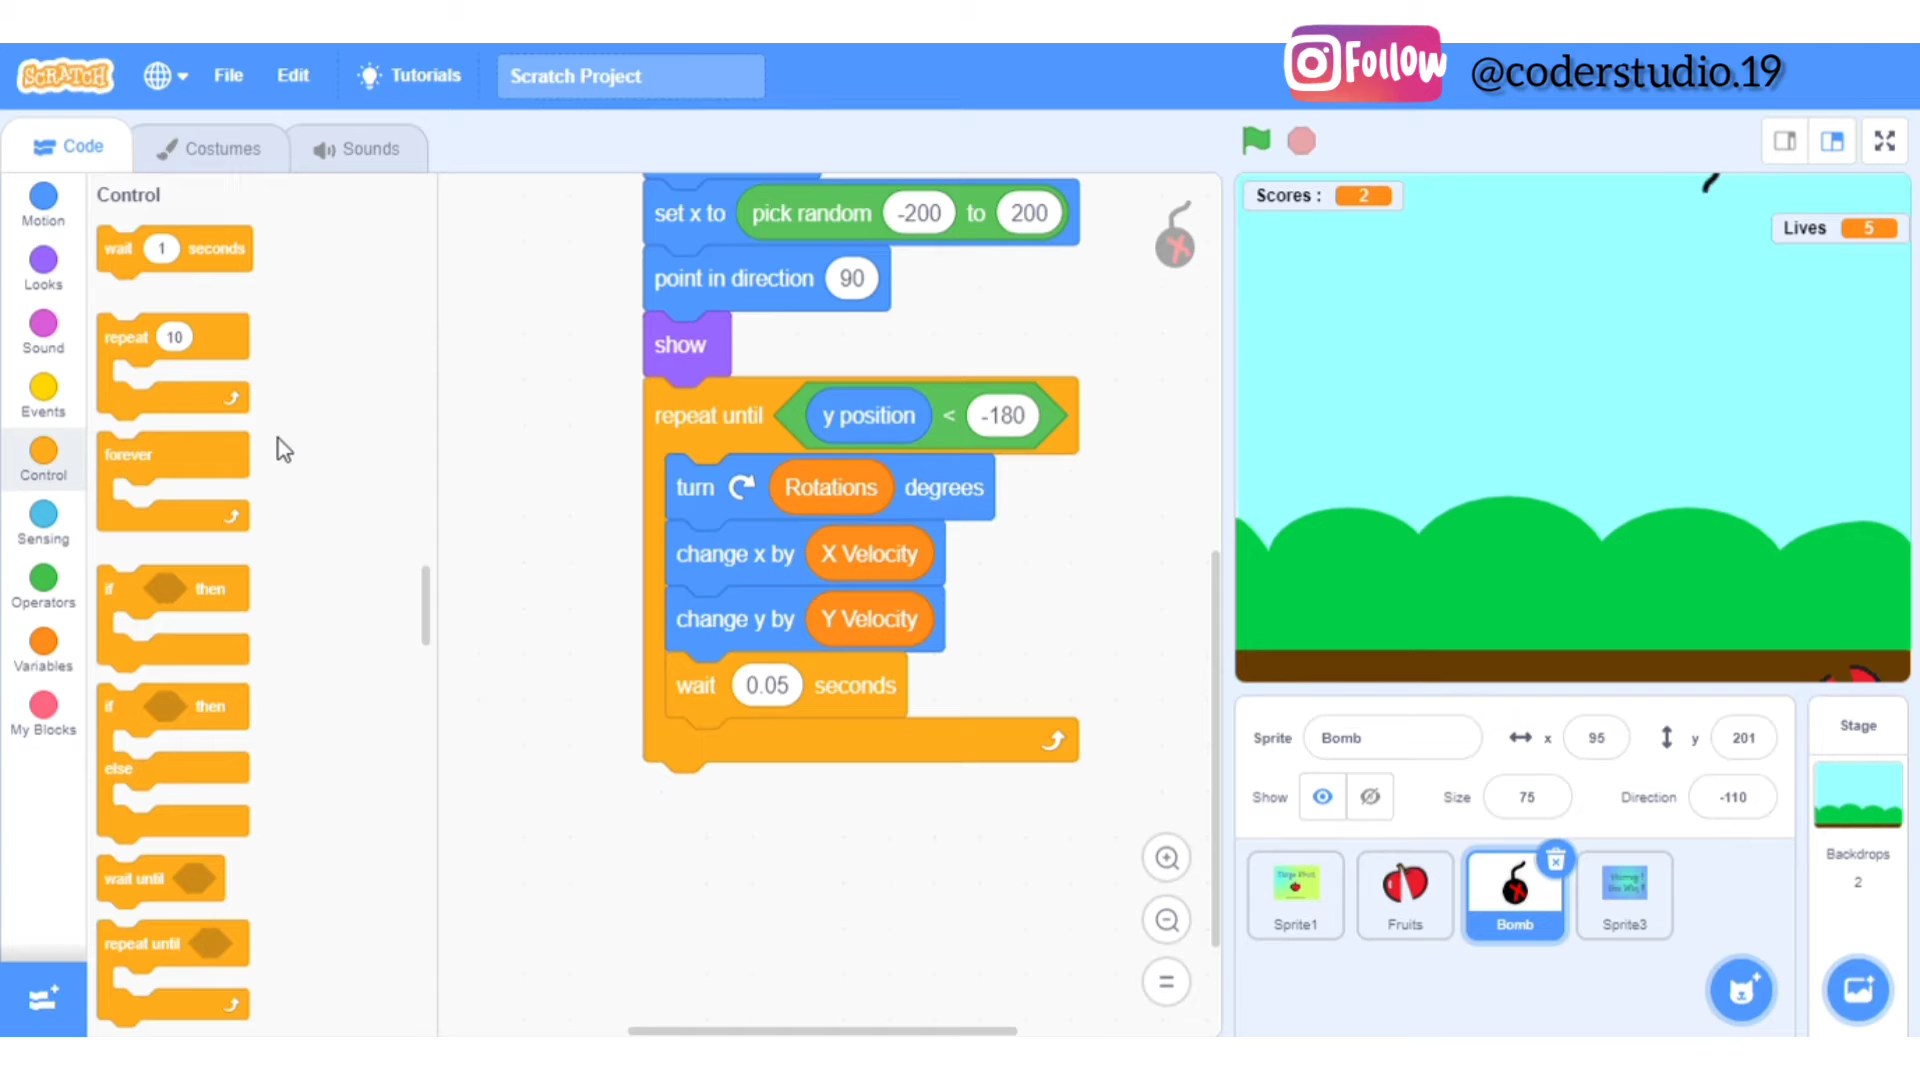 Follow @coderstudio.19
SCRATCH File Edit Tutorials Scratch Project
Code Costumes Sounds
Motion
Looks
Sound
Events
Control
Sensing
Operators
Variables
My Blocks
Control
wait 1 seconds
repeat 10
forever
if then
if then
else
wait until
repeat until
set x to pick random -200 to 200
point in direction 90
show
repeat until y position < -180
turn Rotations degrees
change x by X Velocity
change y by Y Velocity
wait 0.05 seconds
Scores : 2
Lives 5
Sprite Bomb x 95 y 201
Show Size 75 Direction -110
Sprite1
Fruits
Bomb
Sprite3
Stage
Backdrops
2